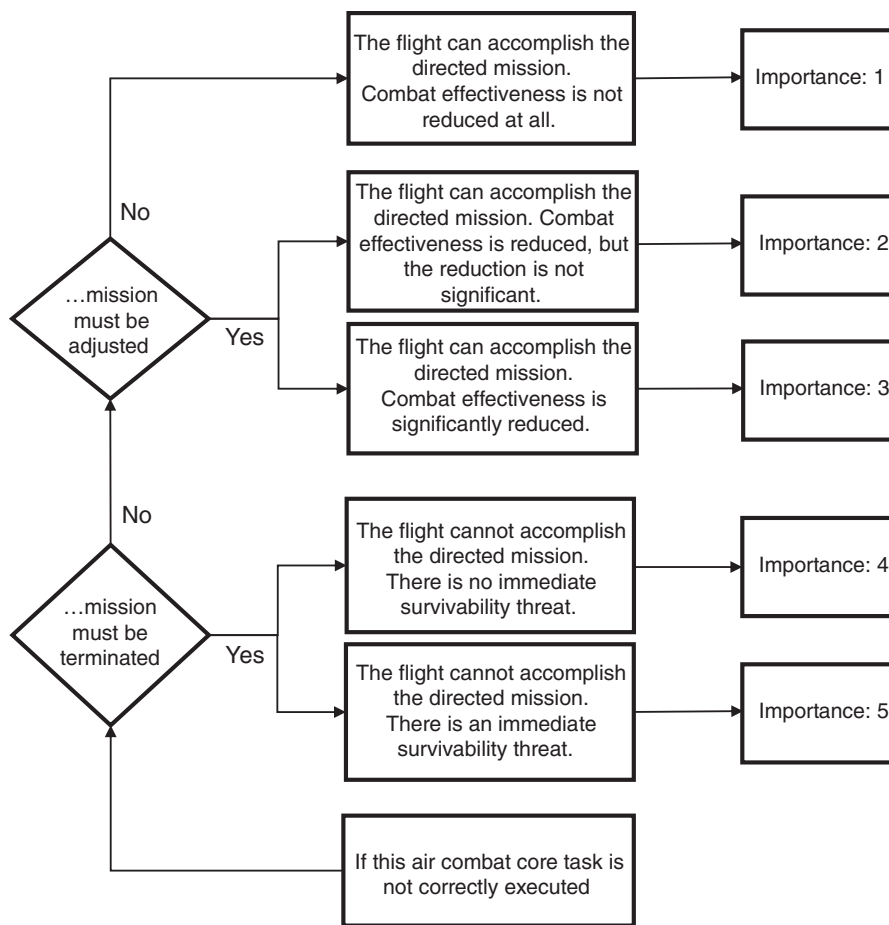 The flight can accomplish the
directed mission.
Combat effectiveness is not
reduced at all.
Importance: 1
No
The flight can accomplish the
directed mission. Combat
effectiveness is reduced, but
the reduction is not
significant.
Importance: 2
…mission
must be
adjusted
Yes
The flight can accomplish the
directed mission.
Combat effectiveness is
significantly reduced.
Importance: 3
No
The flight cannot accomplish
the directed mission.
There is no immediate
survivability threat.
Importance: 4
…mission
must be
terminated
Yes
The flight cannot accomplish
the directed mission.
There is an immediate
survivability threat.
Importance: 5
If this air combat core task is
not correctly executed